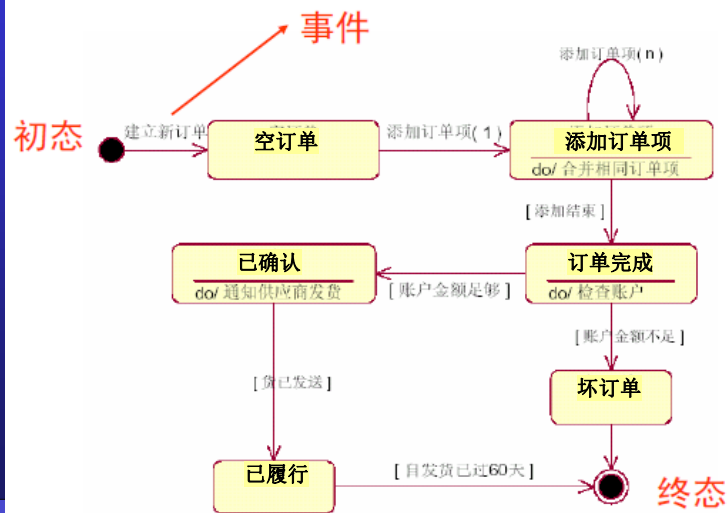 事件
添加订单项( n )
初态
建立新订单
空订单
添加订单项( 1 )
添加订单项
do/ 合并相同订单项
[ 添加结束 ]
已确认
do/ 通知供应商发货
[ 账户金额足够 ]
订单完成
do/ 检查账户
[ 账户金额不足 ]
[ 货已发送 ]
坏订单
已履行
[ 自发货已过60天 ]
终态